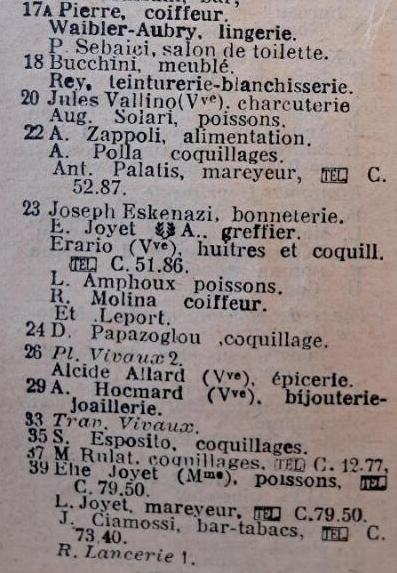 17A Pierre, coiffeur.
Waibler-Aubry, lingerie.
P. Sebaici, salon de toilette.
18 Bucchini, meublé.
Rey, teinturerie-blanchisserie.
20 Jules Vallino (Vve), charcuterie
Aug. Solari, poissons.
22 A. Zappoli, alimentation.
A. Polla coquillages.
Ant. Palatis, mareyeur, TEL C.
52.87.
23 Joseph Eskenazi, bonneterie.
E. Joyet A.. greffier.
Erario (Vve), huitres et coquill.
TEL C. 51.86.
L. Amphoux poissons.
R. Molina coiffeur.
Et .Leport.
24 D. Papazoglou ,coquillage.
26 Pl. Vivaux 2.
Alcide Allard (Vve), épicerie.
29 A. Hocmard (Vve), bijouterie-
Joaillerie.
33 Trav. Vivaux.
35 S. Esposito, coquillages.
37 M. Rulat, coquillages, TEL C. 12-77,
39 Elie Joyet (Mme), poissons, TEL
C. 79.50.
L. Joyet, mareyeur, TEL C.79.50.
J. Ciamossi, bar-tabacs, TEL C.
73.40.
R. Lancerie 1.